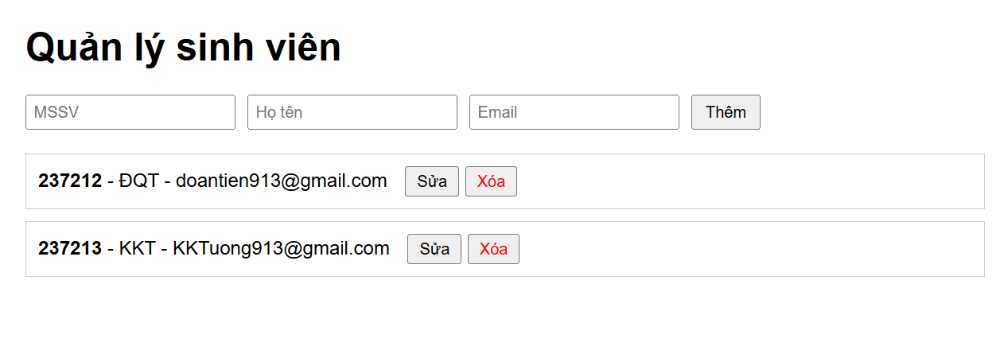 Quản lý sinh viên
MSSV Họ tên Email Thêm
237212 - ĐQT - doantien913@gmail.com Sửa Xóa
237213 - KKT - KKTuong913@gmail.com Sửa Xóa